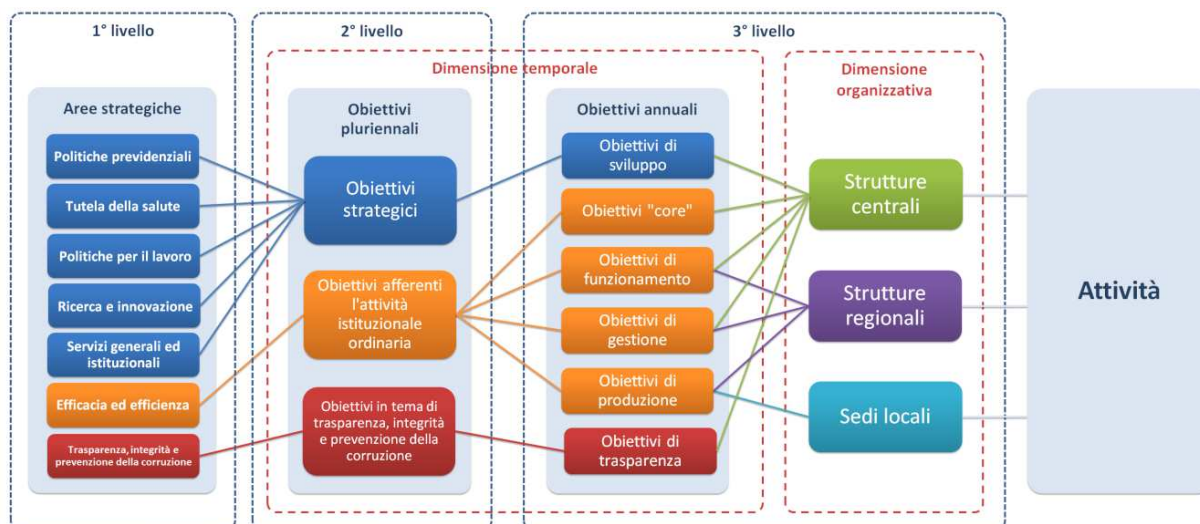 1° livello
2° livello
3° livello
Dimensione temporale
Dimensione
organizzativa
Aree strategiche
Politiche previdenziali
Tutela della salute
Politiche per il lavoro
Ricerca e innovazione
Servizi generali ed
istituzionali
Efficacia ed efficienza
Trasparenza, integrità e
prevenzione della corruzione
Obiettivi
pluriennali
Obiettivi
strategici
Obiettivi afferenti
l'attività
istituzionale
ordinaria
Obiettivi in tema di
trasparenza, integrità
e prevenzione della
corruzione
Obiettivi annuali
Obiettivi di
sviluppo
Obiettivi "core"
Obiettivi di
funzionamento
Obiettivi di
gestione
Obiettivi di
produzione
Obiettivi di
trasparenza
Strutture
centrali
Strutture
regionali
Sedi locali
Attività